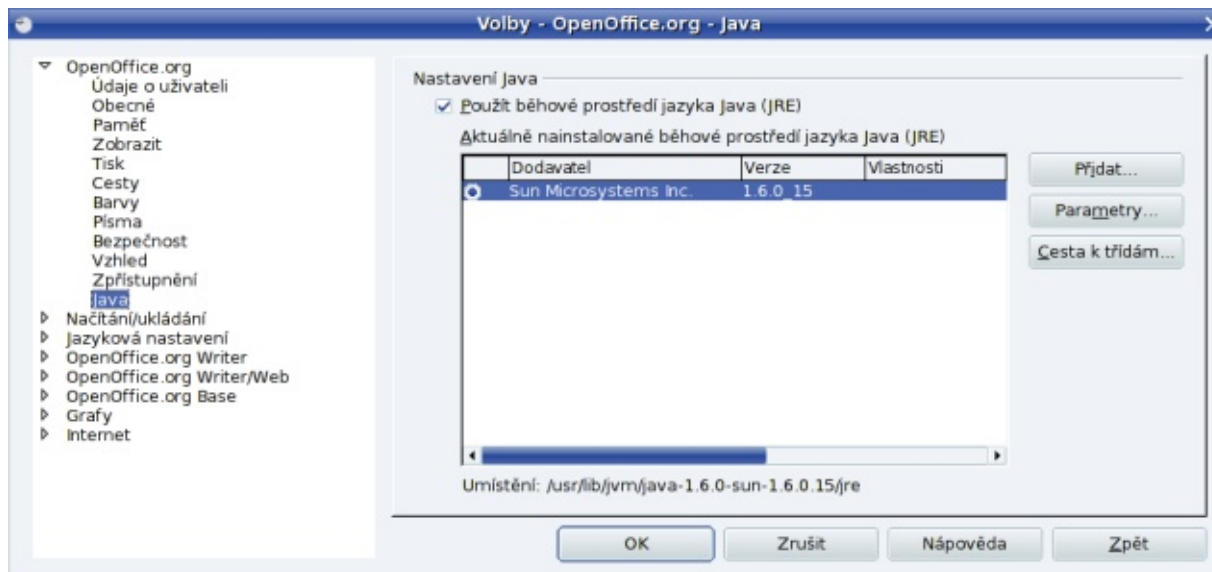 Volby - OpenOffice.org - Java
OpenOffice.org
Údaje o uživateli
Obecné
Paměť
Zobrazit
Tisk
Cesty
Barvy
Písma
Bezpečnost
Vzhled
Zpřístupnění
Java
Načítání/ukládání
Jazyková nastavení
OpenOffice.org Writer
OpenOffice.org Writer/Web
OpenOffice.org Base
Grafy
Internet
Nastavení Java
Použít běhové prostředí jazyka Java (JRE)
Aktuálně nainstalované běhové prostředí jazyka Java (JRE)
Dodavatel Verze Vlastnosti
Sun Microsystems Inc. 1.6.0_15
Přidat...
Parametry...
Cesta k třídám...
Umístění: /usr/lib/jvm/java-1.6.0-sun-1.6.0.15/jre
OK Zrušit Nápověda Zpět